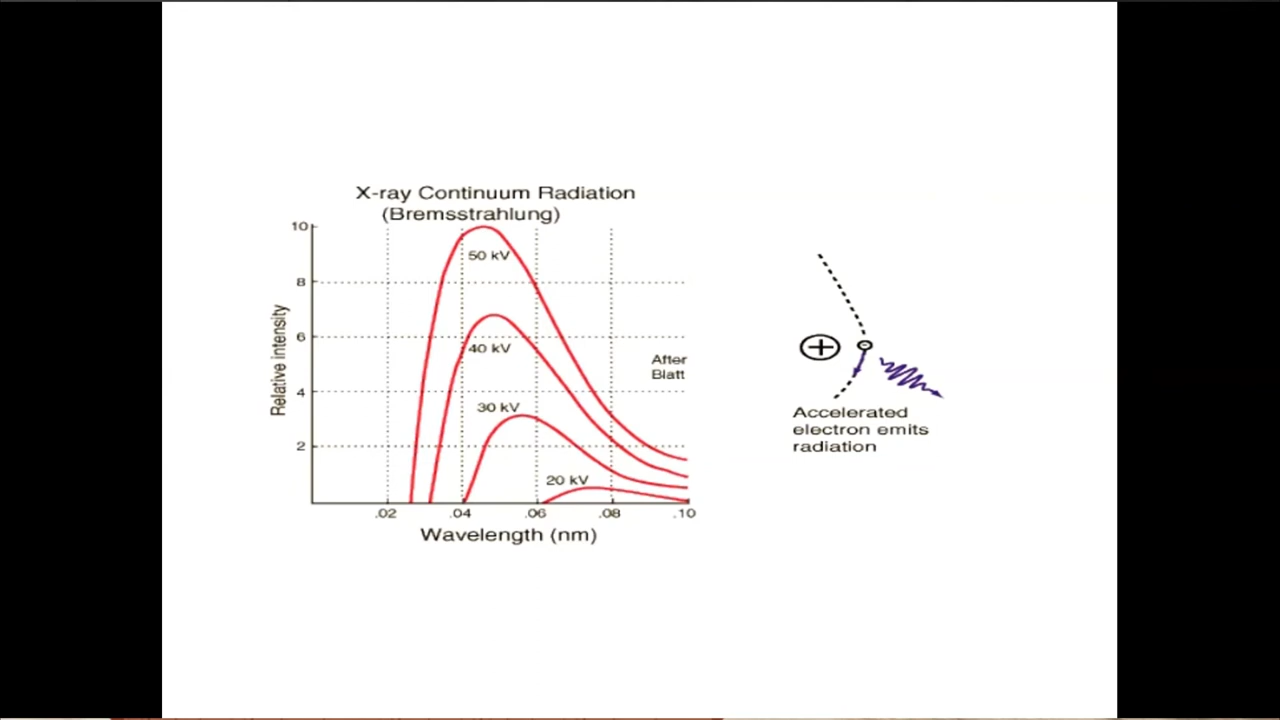 X-ray Continuum Radiation
(Bremsstrahlung)
10
8
6
4
2
Relative intensity
50 kV
40 kV
30 kV
20 kV
After
Blatt
.02
.04
.06
.08
.10
Wavelength (nm)
+
-
Accelerated
electron emits
radiation